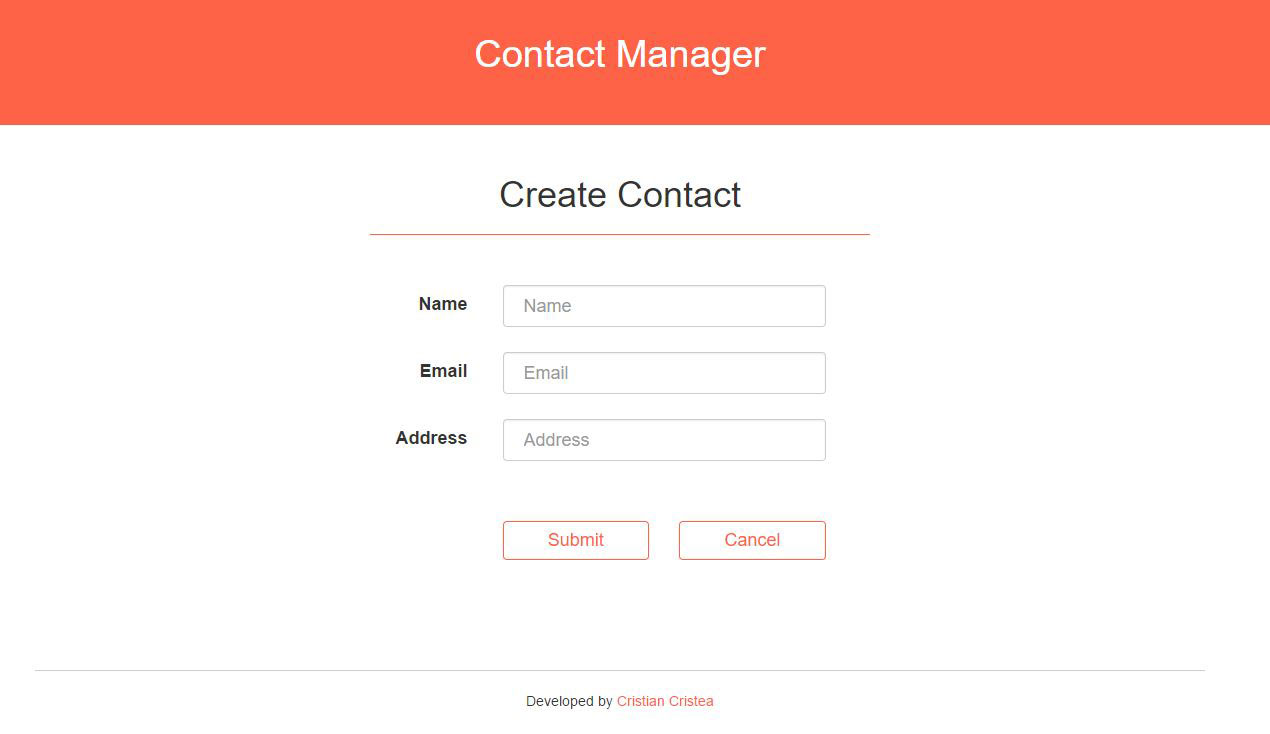 Contact Manager
Create Contact
Name Name
Email Email
Address Address
Submit Cancel
Developed by Cristian Cristea